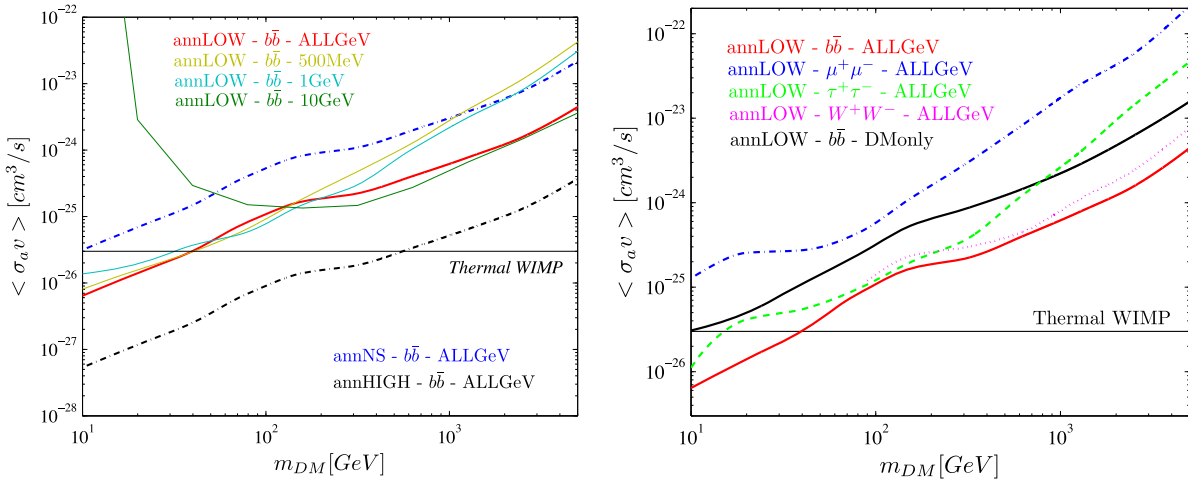 10^-22
10^-23
10^-24
10^-25
10^-26
10^-27
10^-28
< σ_a v > [cm^3/s]
annLOW - bb̄ - ALLGeV
annLOW - bb̄ - 500MeV
annLOW - bb̄ - 1GeV
annLOW - bb̄ - 10GeV
Thermal WIMP
annNS - bb̄ - ALLGeV
annHIGH - bb̄ - ALLGeV
10^1 10^2 10^3
m_DM [GeV]
10^-22
10^-23
10^-24
10^-25
10^-26
< σ_a v > [cm^3/s]
annLOW - bb̄ - ALLGeV
annLOW - μ^+μ^- - ALLGeV
annLOW - τ^+τ^- - ALLGeV
annLOW - W^+W^- - ALLGeV
annLOW - bb̄ - DMonly
Thermal WIMP
10^1 10^2 10^3
m_DM [GeV]